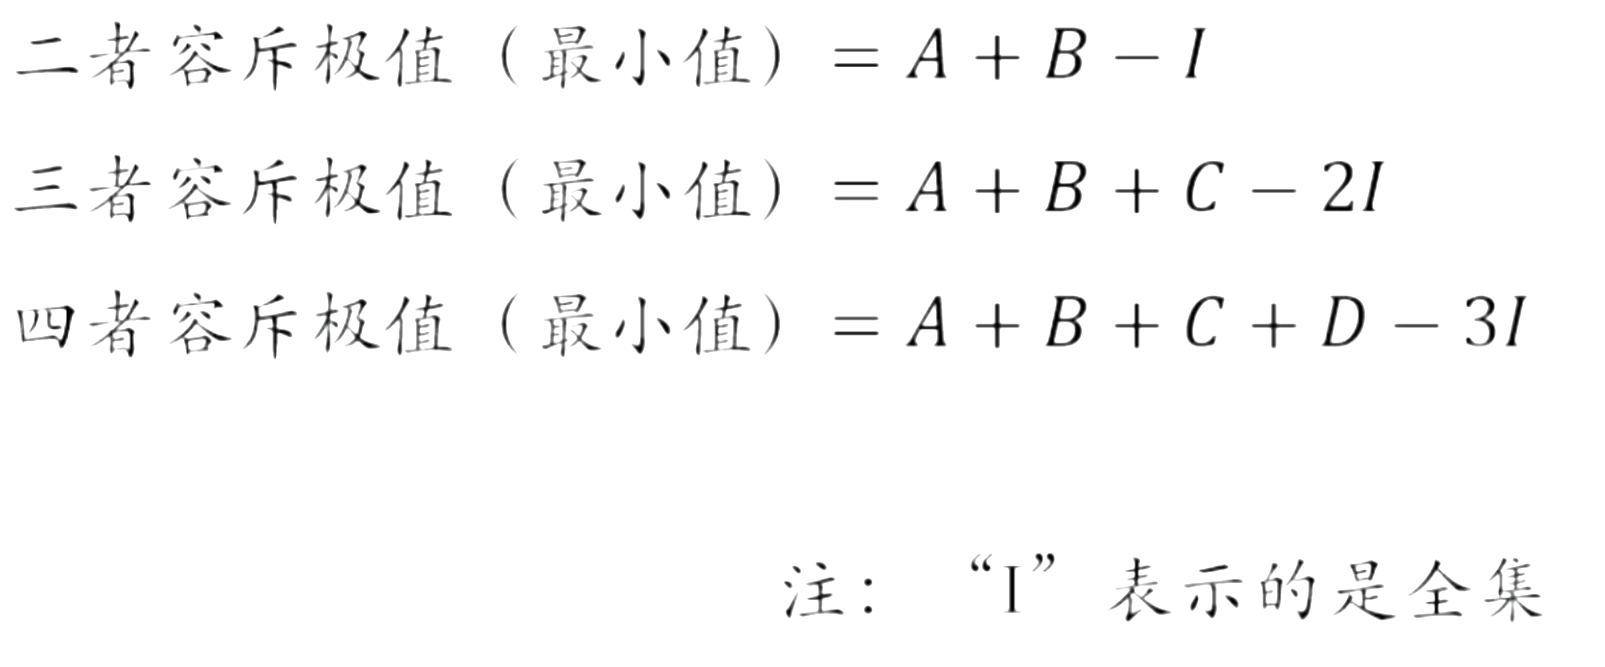 二者容斥极值（最小值）= A + B − I
三者容斥极值（最小值）= A + B + C − 2I
四者容斥极值（最小值）= A + B + C + D − 3I
注：“I”表示的是全集